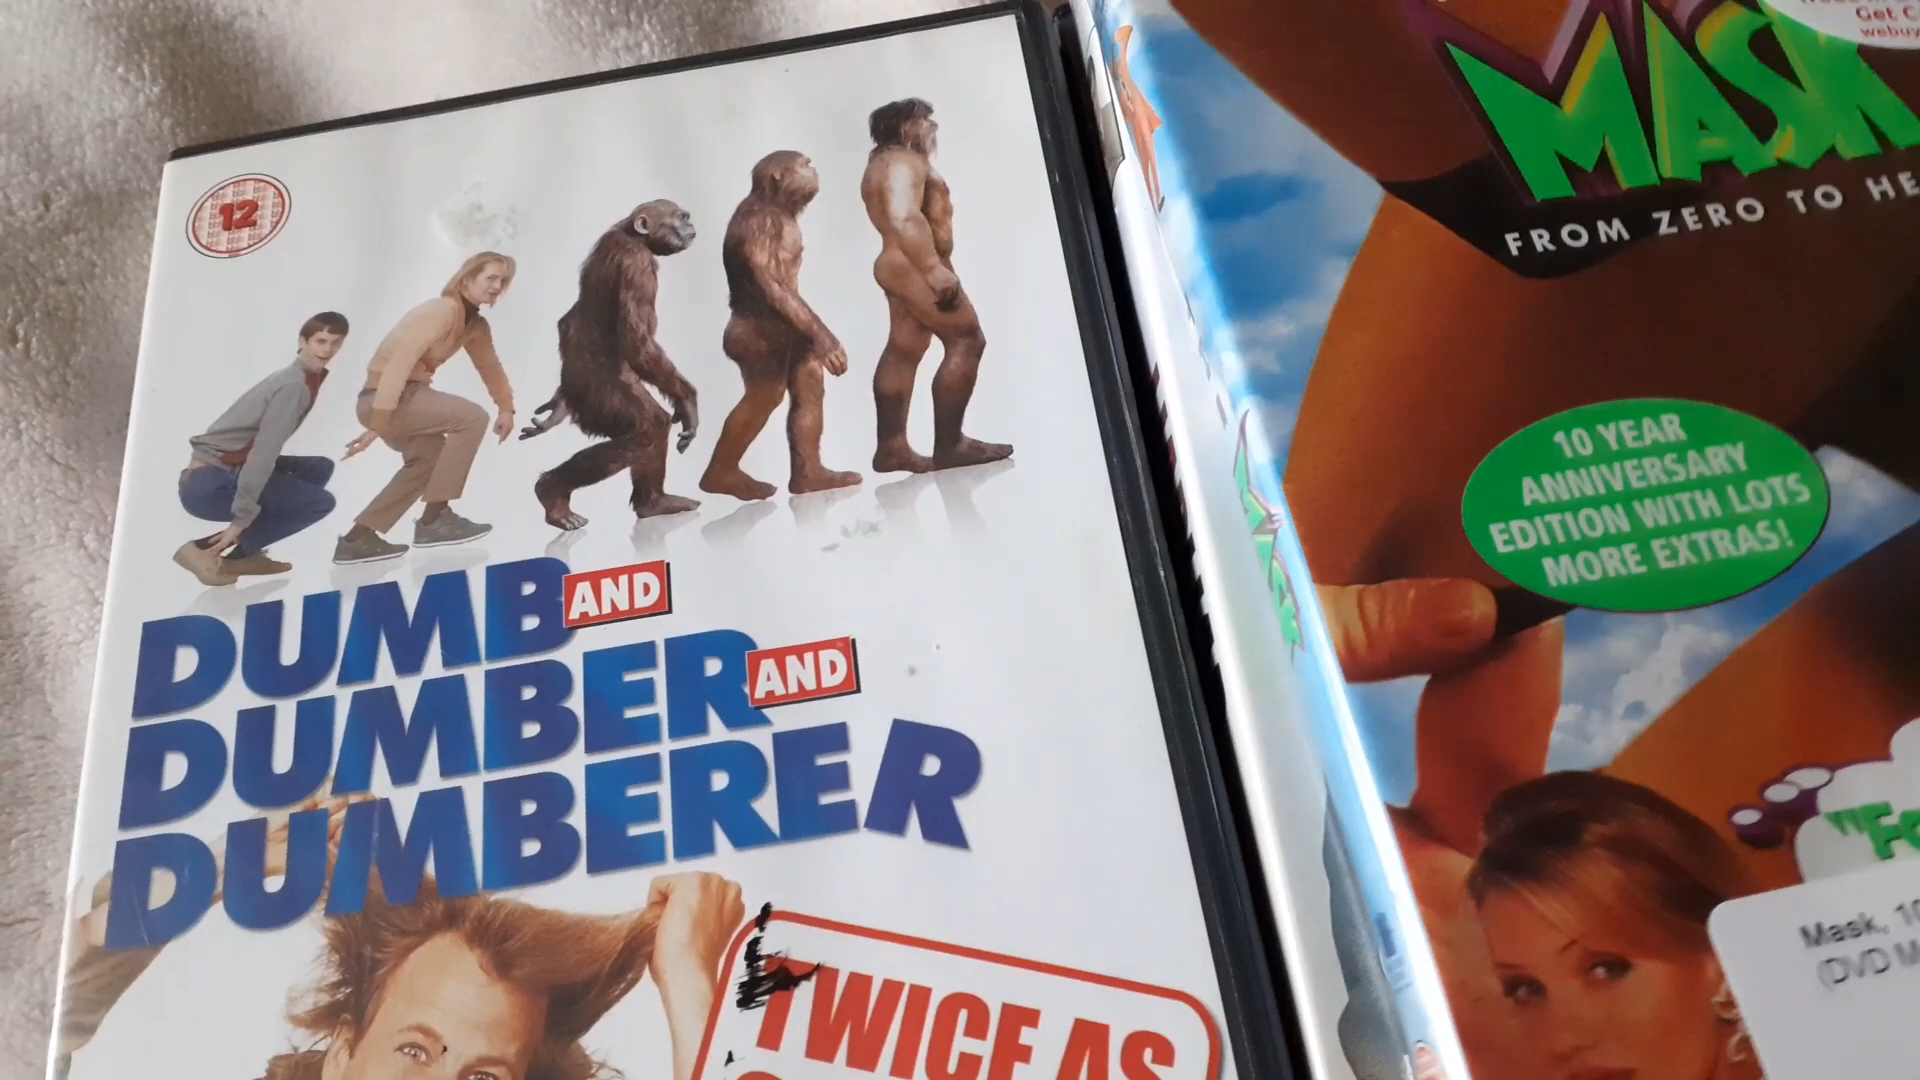 12
DUMB AND
DUMBER AND
DUMBERER
TWICE AS
MASK
FROM ZERO TO HE
10 YEAR
ANNIVERSARY
EDITION WITH LOTS
MORE EXTRAS!
Get C
webuy
Mask, 10
(DVD M